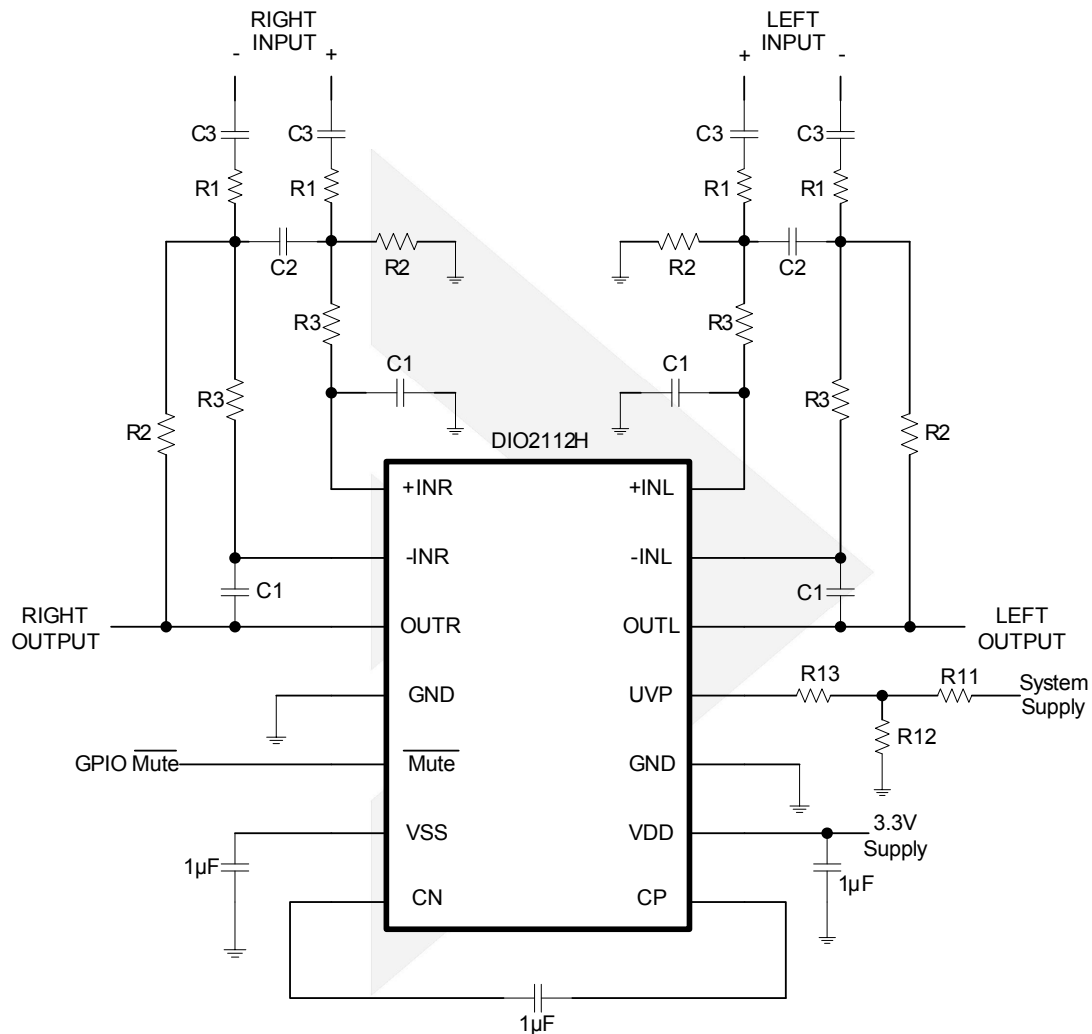 RIGHT
INPUT
LEFT
INPUT
- +
+ -
C3 C3 C3 C3
R1 R1 R1 R1
C2 R2 R2 C2
R3 R3
C1 C1
R3 R3
R2 R2
DIO2112H
+INR +INL
-INR -INL
C1 C1
RIGHT
OUTPUT
OUTR OUTL
LEFT
OUTPUT
GND UVP
R13 R11
System
Supply
R12
GPIO Mute
Mute GND
VSS VDD
3.3V
Supply
1µF 1µF
CN CP
1µF